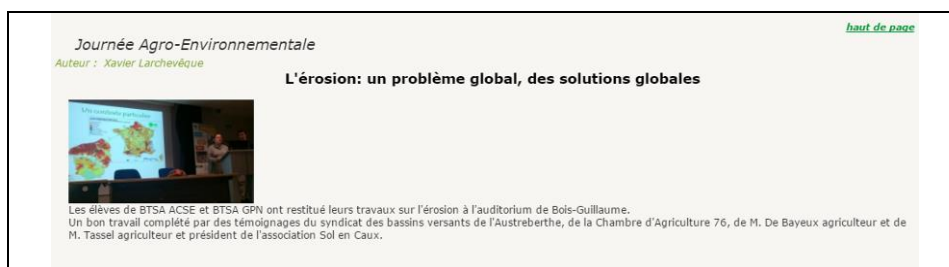 haut de page
Journée Agro-Environnementale
Auteur : Xavier Larchevêque
L'érosion: un problème global, des solutions globales
Un contexte particulier
Les élèves de BTSA ACSE et BTSA GPN ont restitué leurs travaux sur l'érosion à l'auditorium de Bois-Guillaume.
Un bon travail complété par des témoignages du syndicat des bassins versants de l'Austreberthe, de la Chambre d'Agriculture 76, de M. De Bayeux agriculteur et de
M. Tassel agriculteur et président de l'association Sol en Caux.